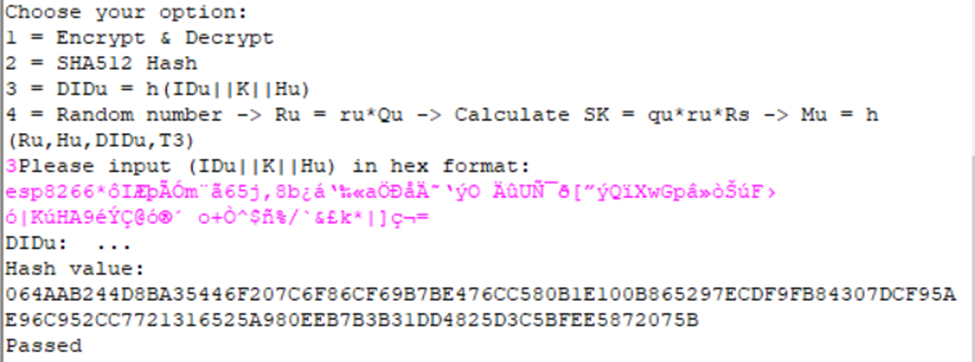 Choose your option:
1 = Encrypt & Decrypt
2 = SHA512 Hash
3 = DIDu = h(IDu||K||Hu)
4 = Random number -> Ru = ru*Qu -> Calculate SK = qu*ru*Rs -> Mu = h
(Ru,Hu,DIDu,T3)
3Please input (IDu||K||Hu) in hex format:
esp8266*ôIÆþÃÓm¨ã65j,8b¿á‘‰«aÖÐåÄ˜‘ýO ÄûUÑ¯ð[”ýQïXwGpâ»òŠúF›
ó|KúHA9éÝÇ@ó®´ o+Ò^$ñ%/`&£k*|]ç¬=
DIDu: ...
Hash value:
064AAB244D8BA35446F207C6F86CF69B7BE476CC580B1E100B865297ECDF9FB84307DCF95A
E96C952CC7721316525A980EEB7B3B31DD4825D3C5BFEE5872075B
Passed